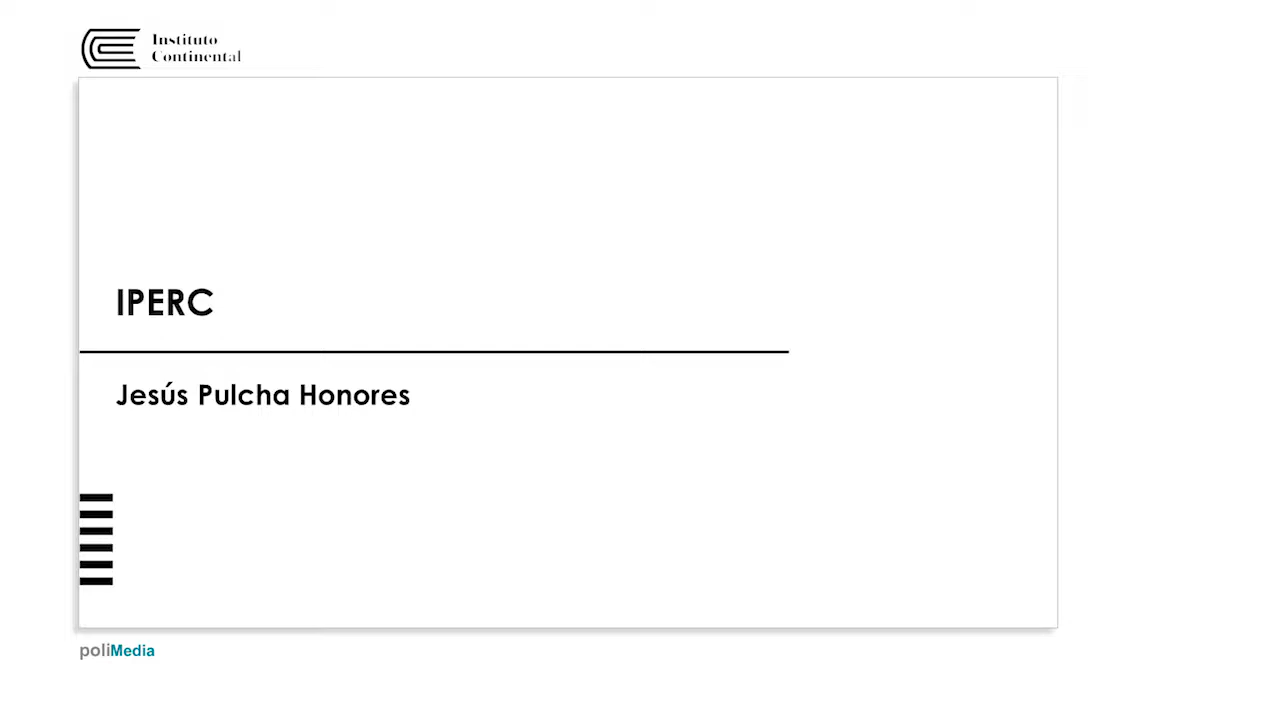 Instituto
Continental
IPERC
Jesús Pulcha Honores
poliMedia